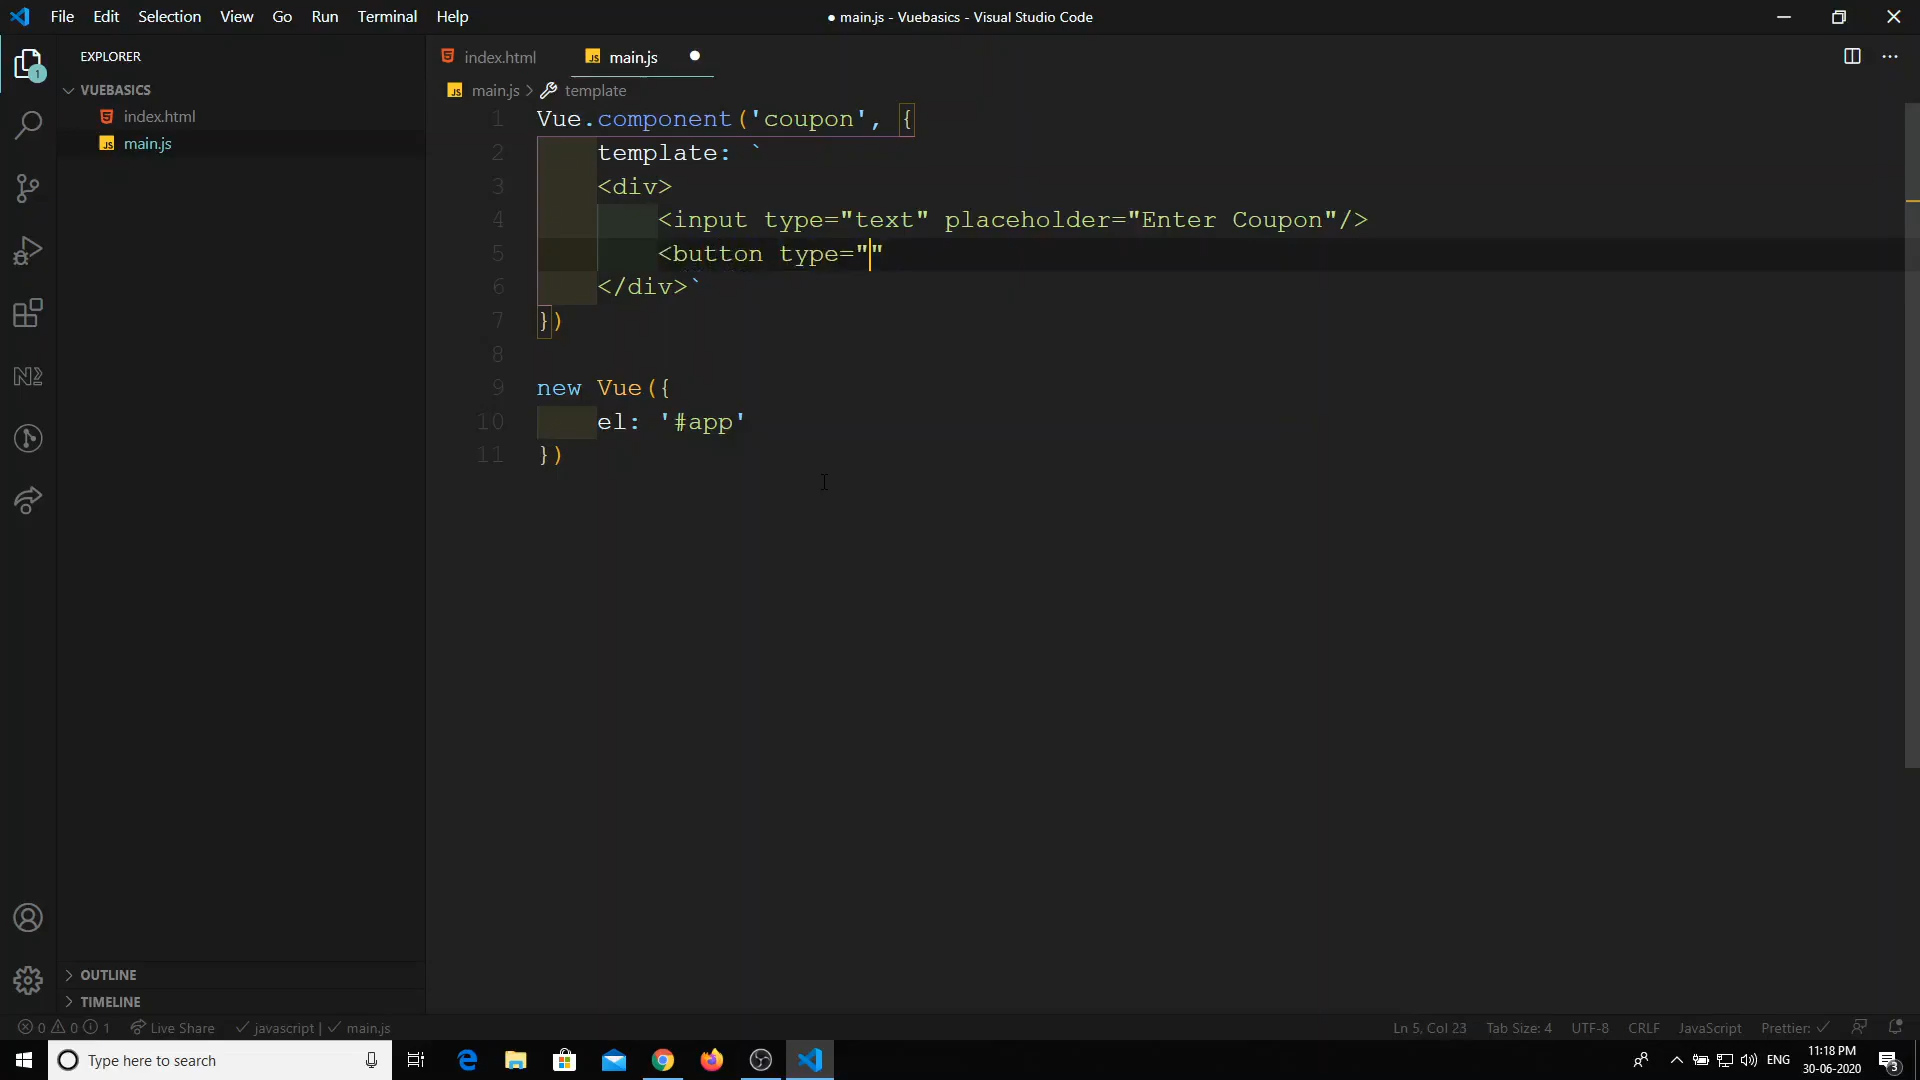 File Edit Selection View Go Run Terminal Help
● main.js - Vuebasics - Visual Studio Code
EXPLORER
VUEBASICS
index.html
main.js
OUTLINE
TIMELINE
1
index.html
JS main.js
JS main.js > template
1 Vue.component('coupon', {
2 template: `
3 <div>
4 <input type="text" placeholder="Enter Coupon"/>
5 <button type=""
6 </div>`
7 })
8
9 new Vue({
10 el: '#app'
11 })
0 0 1 Live Share javascript | main.js
Ln 5, Col 23 Tab Size: 4 UTF-8 CRLF JavaScript Prettier: ✓
Type here to search
ENG
11:18 PM
30-06-2020
3